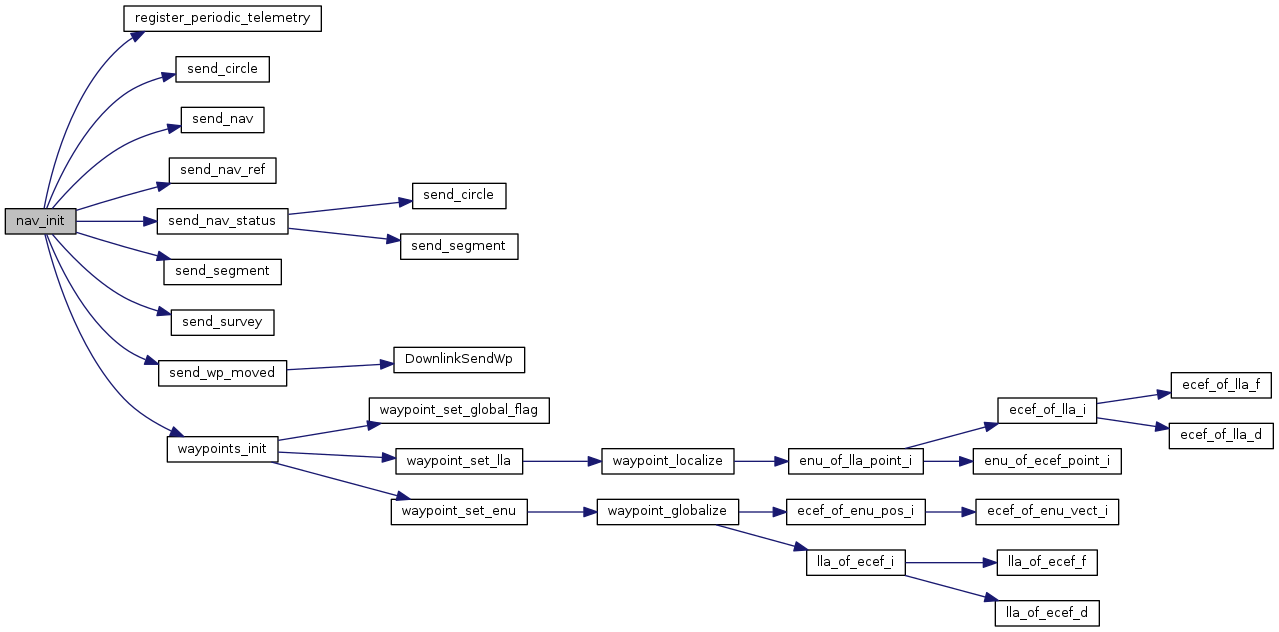 register_periodic_telemetry
send_circle
send_nav
send_nav_ref
send_circle
nav_init
send_nav_status
send_segment
send_segment
send_survey
DownlinkSendWp
send_wp_moved
ecef_of_lla_f
waypoint_set_global_flag
ecef_of_lla_i
ecef_of_lla_d
waypoints_init
waypoint_set_lla
waypoint_localize
enu_of_lla_point_i
enu_of_ecef_point_i
waypoint_set_enu
waypoint_globalize
ecef_of_enu_pos_i
ecef_of_enu_vect_i
lla_of_ecef_i
lla_of_ecef_f
lla_of_ecef_d